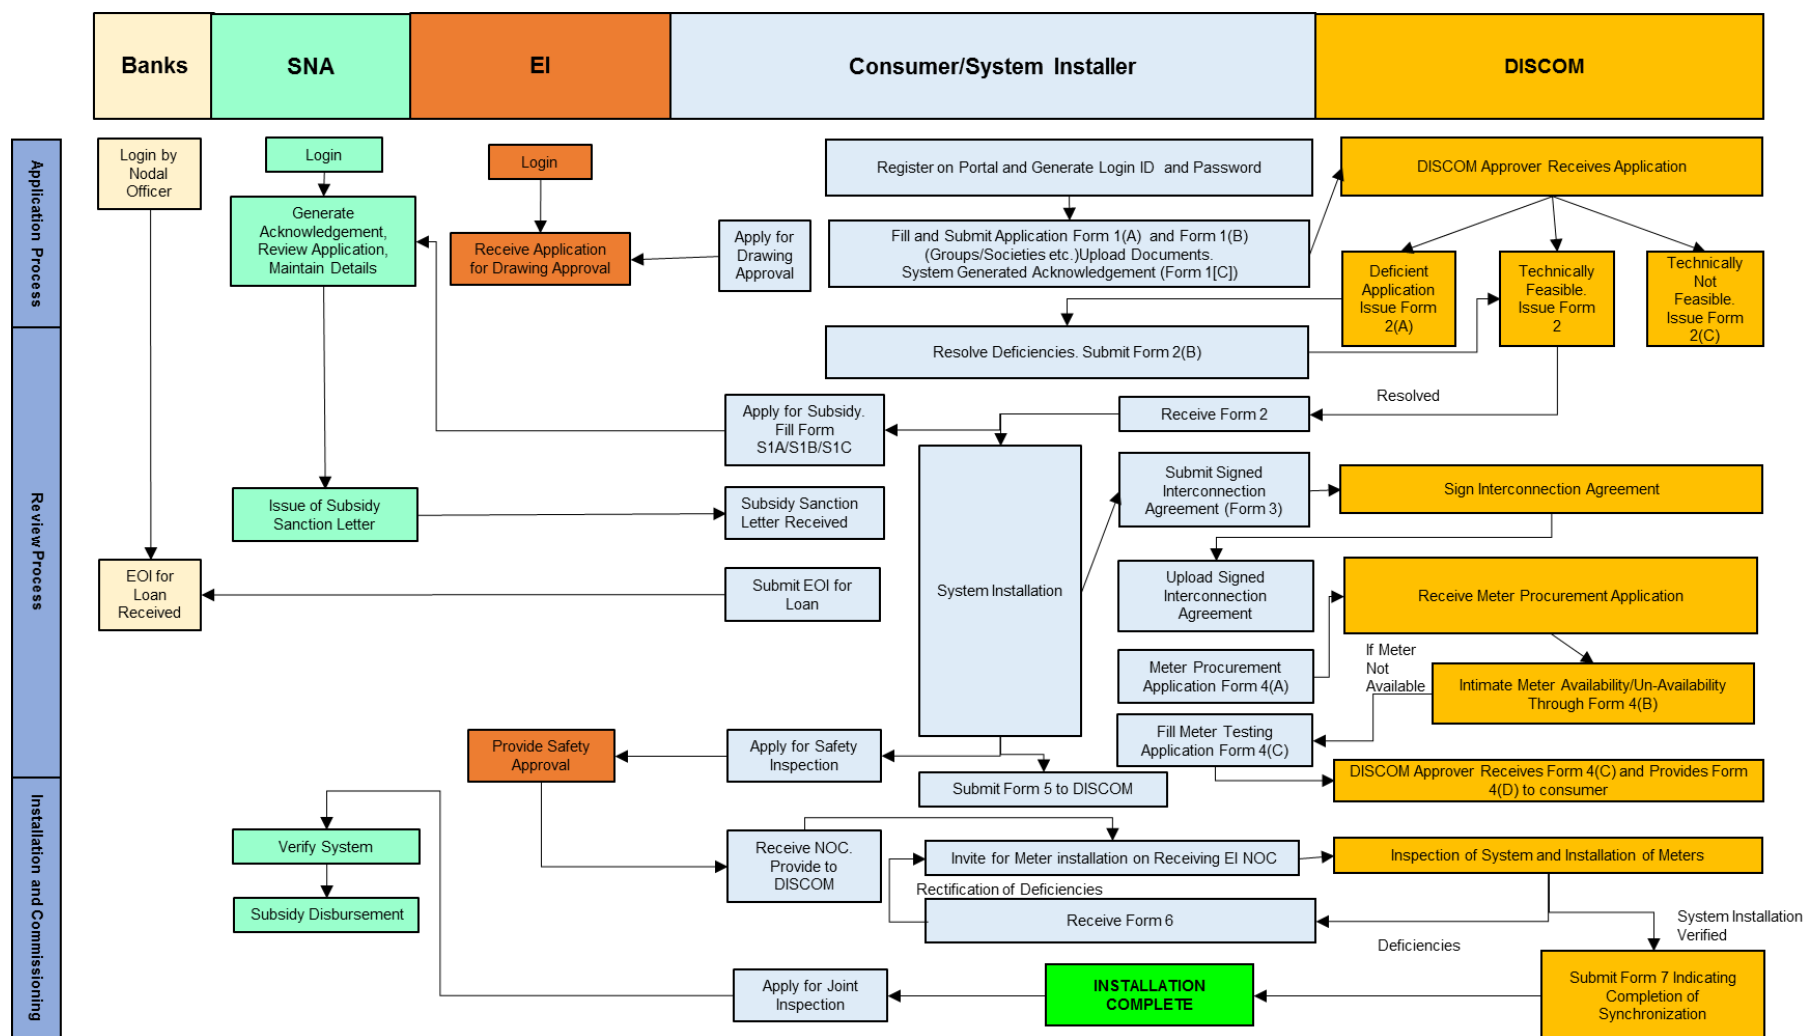 Banks
SNA
EI
Consumer/System Installer
DISCOM
Application Process
Login by
Nodal
Officer
Login
Login
Register on Portal and Generate Login ID and Password
DISCOM Approver Receives Application
Generate
Acknowledgement,
Review Application,
Maintain Details
Receive Application
for Drawing Approval
Apply for
Drawing
Approval
Fill and Submit Application Form 1(A) and Form 1(B)
(Groups/Societies etc.)Upload Documents.
System Generated Acknowledgement (Form 1[C])
Deficient
Application
Issue Form
2(A)
Technically
Feasible.
Issue Form
2
Technically
Not
Feasible.
Issue Form
2(C)
Review Process
Resolve Deficiencies. Submit Form 2(B)
Resolved
Apply for Subsidy.
Fill Form
S1A/S1B/S1C
Receive Form 2
Issue of Subsidy
Sanction Letter
Subsidy Sanction
Letter Received
System Installation
Submit Signed
Interconnection
Agreement (Form 3)
Sign Interconnection Agreement
EOI for
Loan
Received
Submit EOI for
Loan
Upload Signed
Interconnection
Agreement
Receive Meter Procurement Application
Meter Procurement
Application Form 4(A)
If Meter
Not
Available
Intimate Meter Availability/Un-Availability
Through Form 4(B)
Provide Safety
Approval
Apply for Safety
Inspection
Fill Meter Testing
Application Form 4(C)
Submit Form 5 to DISCOM
DISCOM Approver Receives Form 4(C) and Provides Form
4(D) to consumer
Installation and Commissioning
Verify System
Receive NOC.
Provide to
DISCOM
Invite for Meter installation on Receiving EI NOC
Inspection of System and Installation of Meters
Rectification of Deficiencies
Subsidy Disbursement
Receive Form 6
Deficiencies
System Installation
Verified
Apply for Joint
Inspection
INSTALLATION
COMPLETE
Submit Form 7 Indicating
Completion of
Synchronization